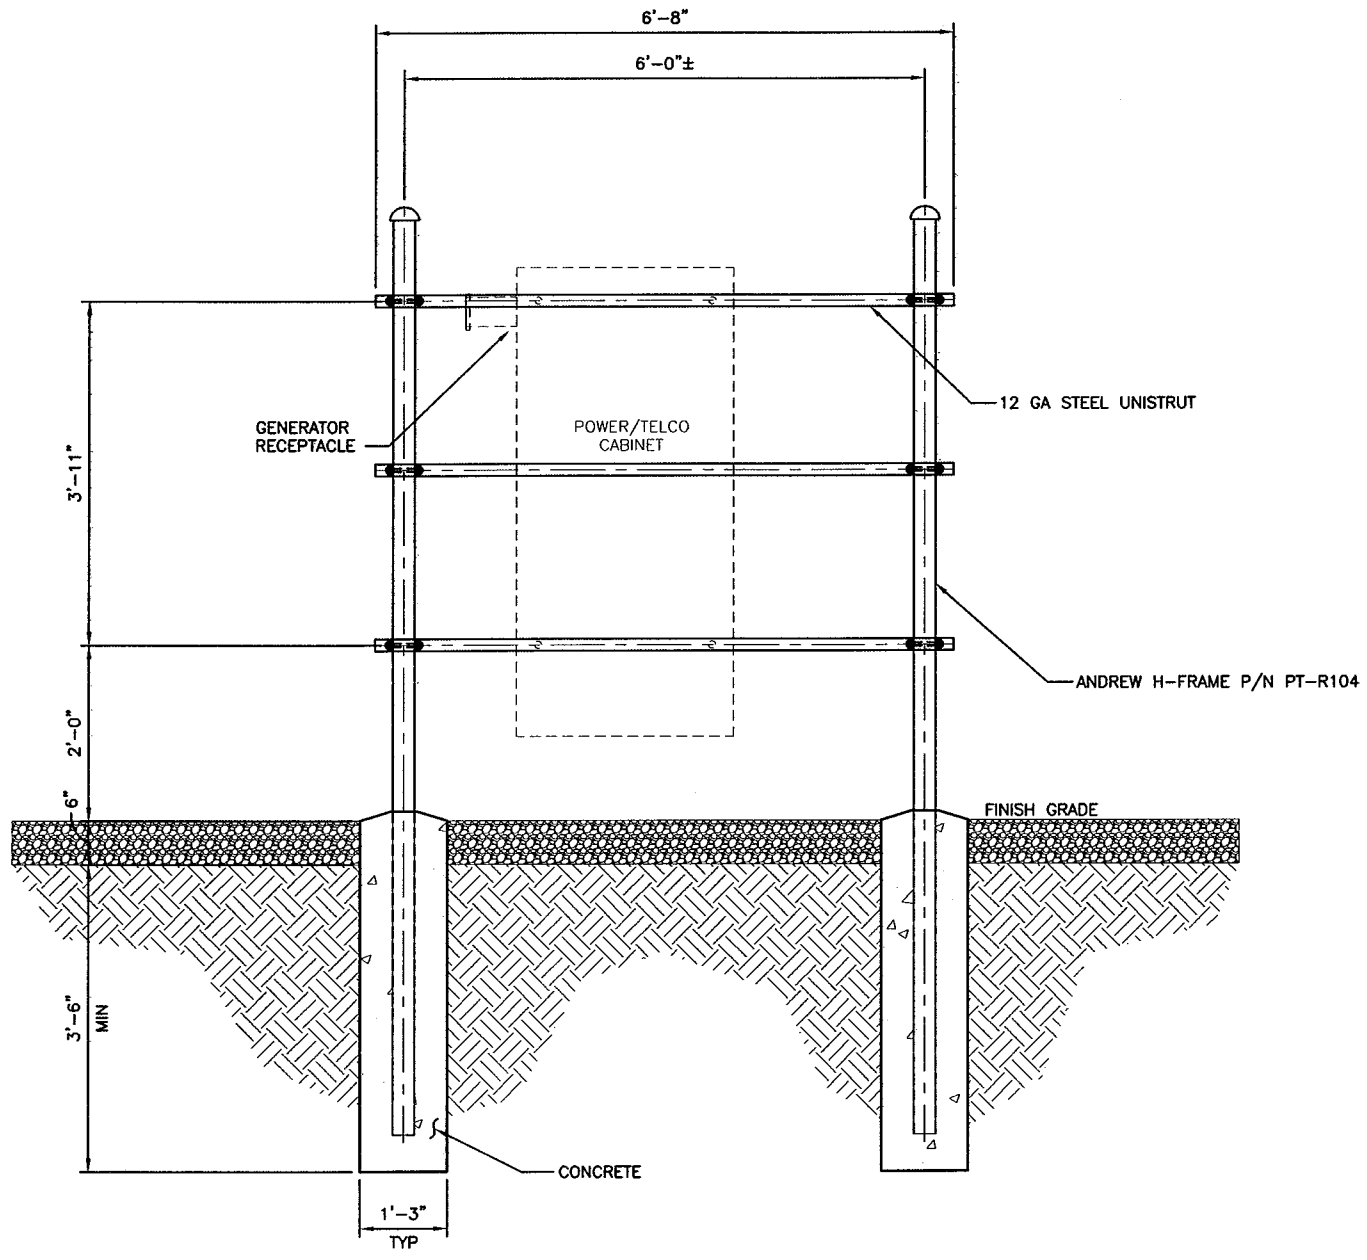 6'-8"
6'-0"±
12 GA STEEL UNISTRUT
GENERATOR
RECEPTACLE
POWER/TELCO
CABINET
3'-11"
ANDREW H-FRAME P/N PT-R104
2'-0"
6"
FINISH GRADE
3'-6"
MIN
CONCRETE
1'-3"
TYP